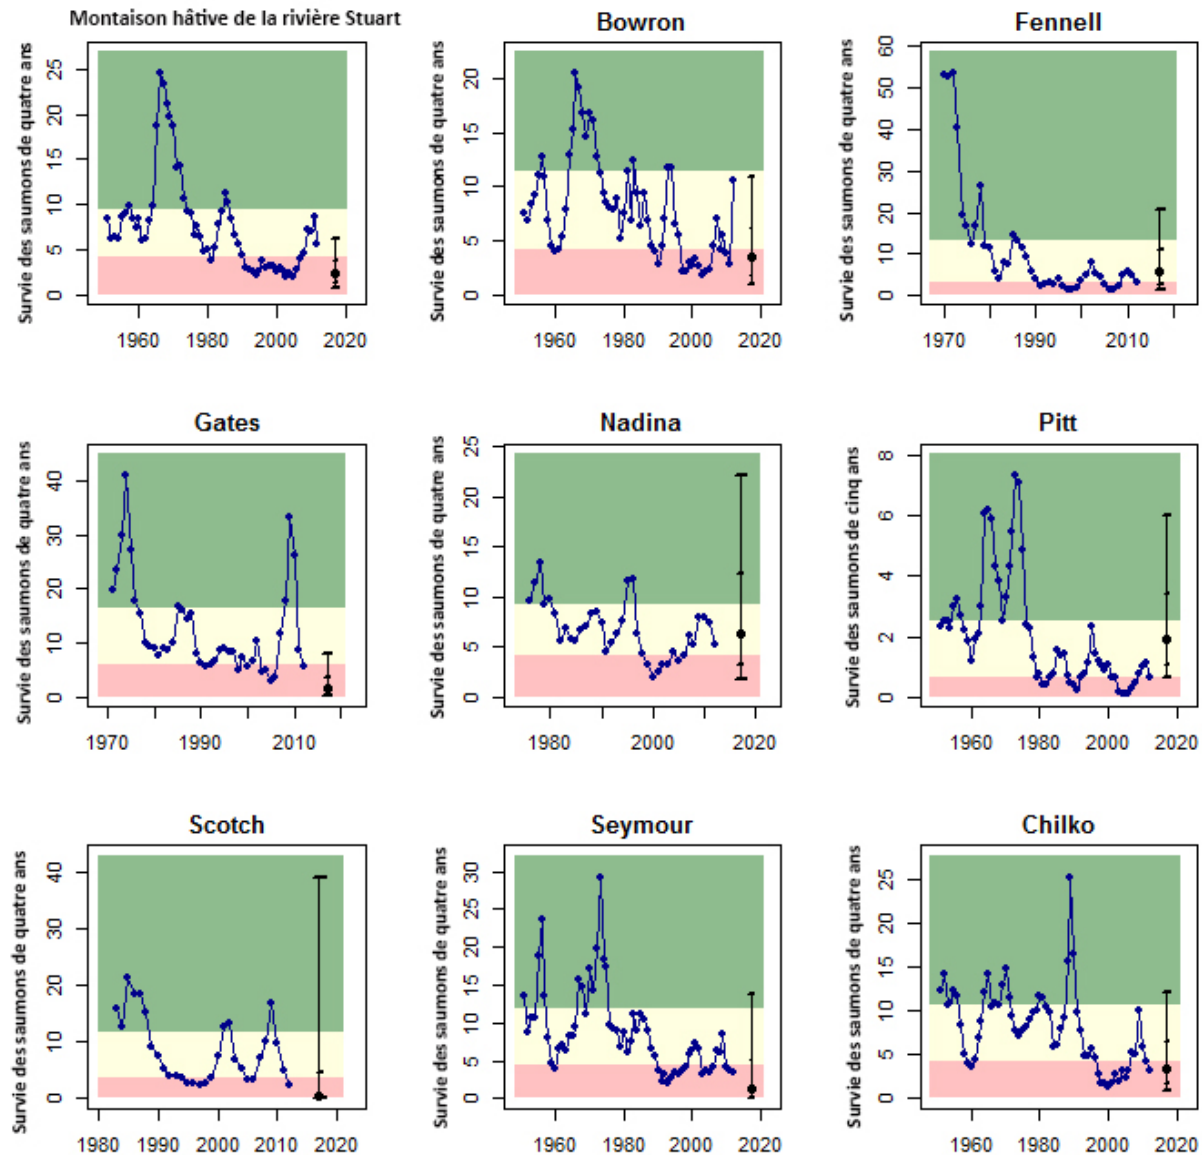 Montaison hâtive de la rivière Stuart
Survie des saumons de quatre ans
0 5 10 15 20 25
1960 1980 2000 2020
Bowron
Survie des saumons de quatre ans
0 5 10 15 20
1960 1980 2000 2020
Fennell
Survie des saumons de quatre ans
0 10 20 30 40 50 60
1970 1990 2010
Gates
Survie des saumons de quatre ans
0 10 20 30 40
1970 1990 2010
Nadina
Survie des saumons de quatre ans
0 5 10 15 20 25
1980 2000 2020
Pitt
Survie des saumons de cinq ans
0 2 4 6 8
1960 1980 2000 2020
Scotch
Survie des saumons de quatre ans
0 10 20 30 40
1980 1990 2000 2010 2020
Seymour
Survie des saumons de quatre ans
0 5 10 15 20 25 30
1960 1980 2000 2020
Chilko
Survie des saumons de quatre ans
0 5 10 15 20 25
1960 1980 2000 2020